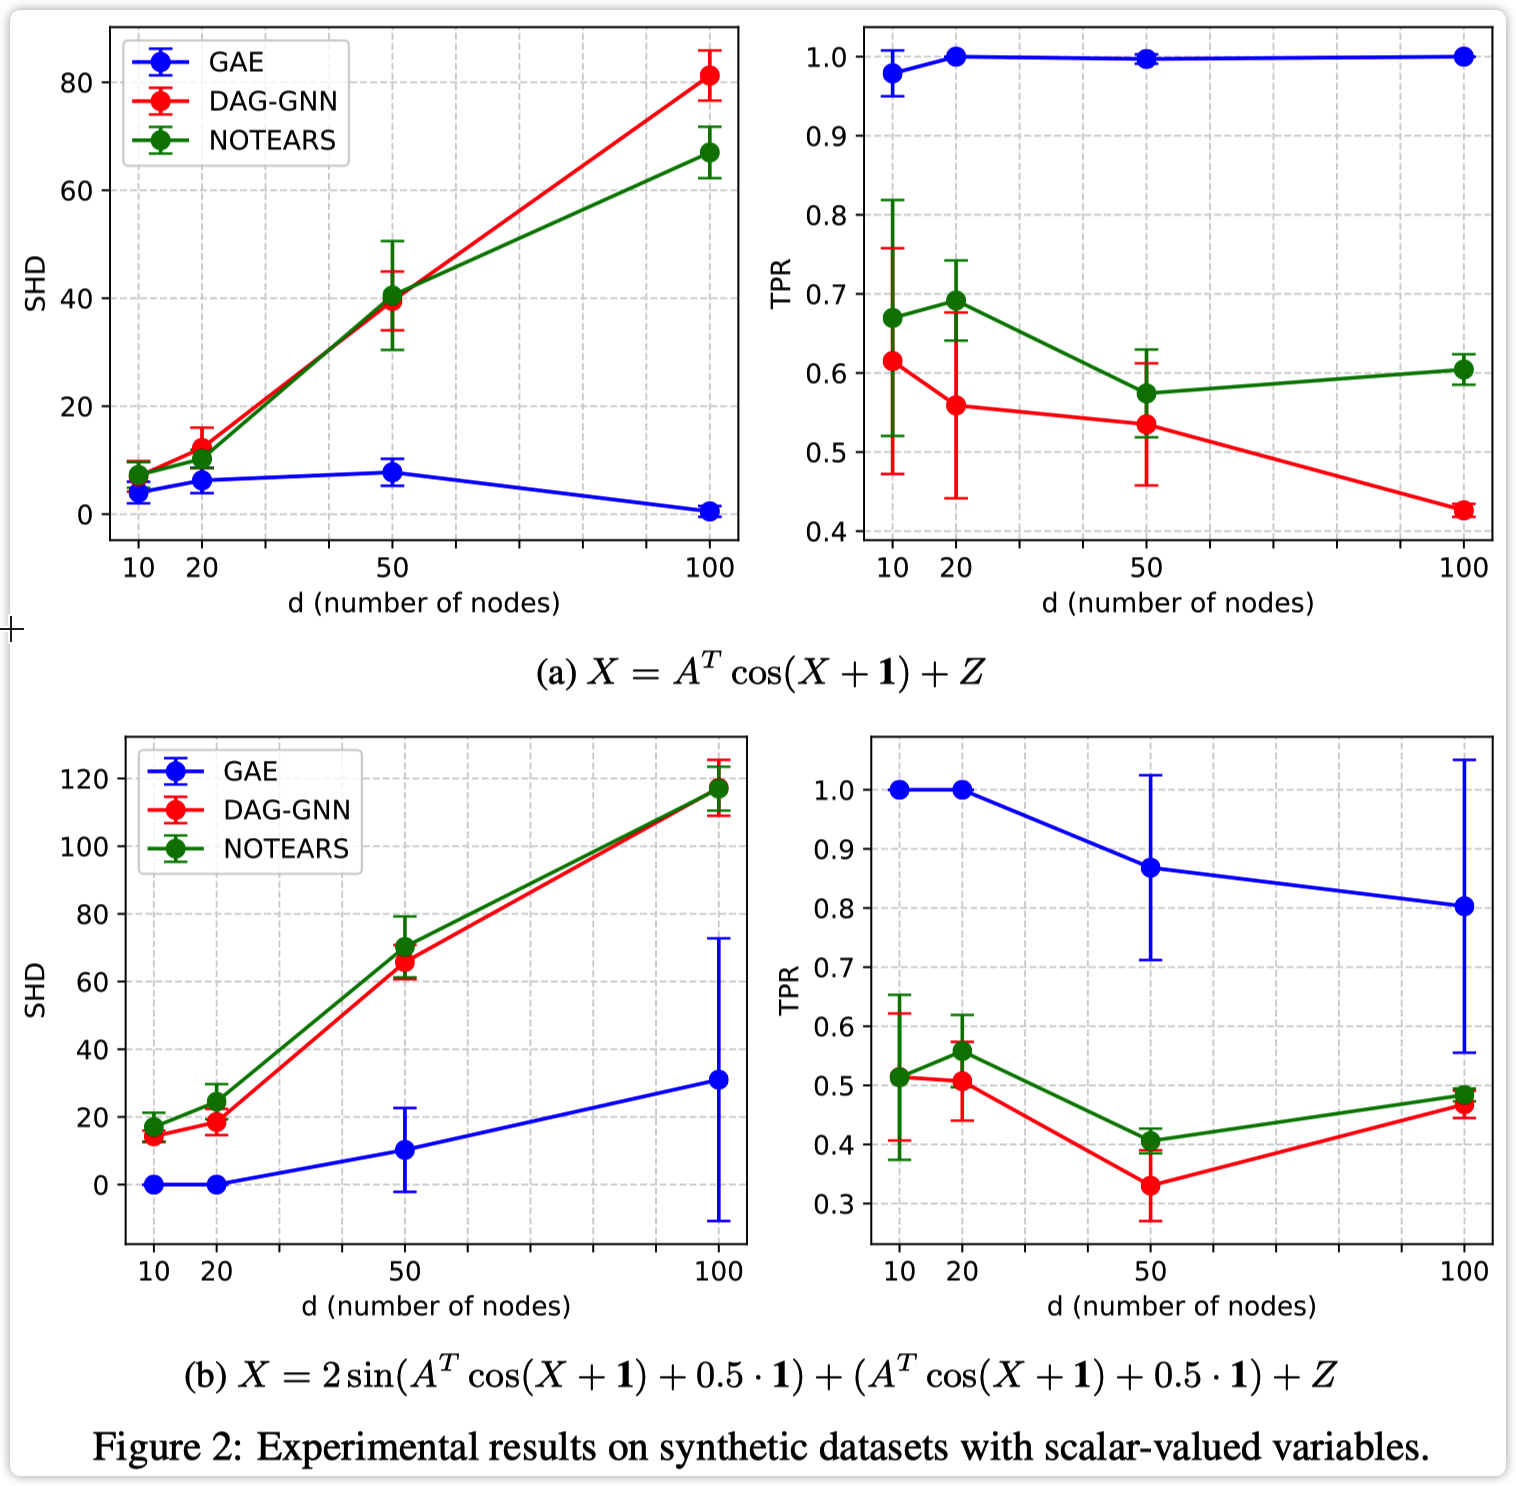 GAE
DAG-GNN
NOTEARS
SHD
80
60
40
20
0
10 20 50 100
d (number of nodes)
TPR
1.0
0.9
0.8
0.7
0.6
0.5
0.4
10 20 50 100
d (number of nodes)
(a) X = A^T cos(X + 1) + Z
GAE
DAG-GNN
NOTEARS
SHD
120
100
80
60
40
20
0
10 20 50 100
d (number of nodes)
TPR
1.0
0.9
0.8
0.7
0.6
0.5
0.4
0.3
10 20 50 100
d (number of nodes)
(b) X = 2 sin(A^T cos(X + 1) + 0.5 · 1) + (A^T cos(X + 1) + 0.5 · 1) + Z
Figure 2: Experimental results on synthetic datasets with scalar-valued variables.